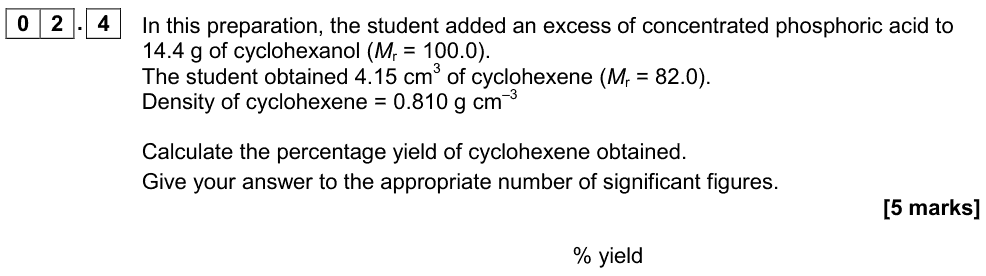 0 2 . 4 In this preparation, the student added an excess of concentrated phosphoric acid to
14.4 g of cyclohexanol (Mr = 100.0).
The student obtained 4.15 cm³ of cyclohexene (Mr = 82.0).
Density of cyclohexene = 0.810 g cm⁻³
Calculate the percentage yield of cyclohexene obtained.
Give your answer to the appropriate number of significant figures.
[5 marks]
% yield